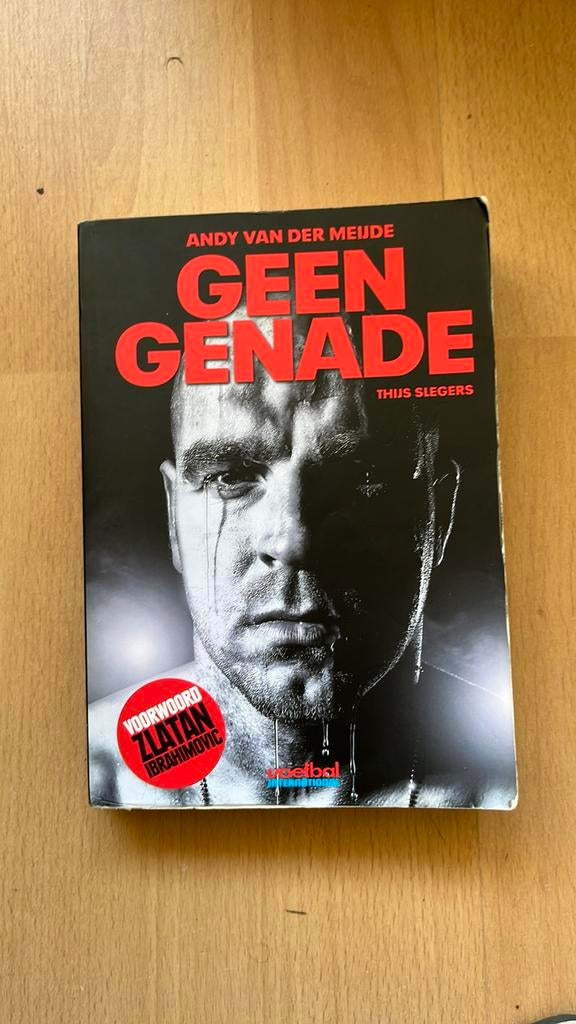 ANDY VAN DER MEIJDE
GEEN
GENADE
THIJS SLEGERS
VOORWOORD
ZLATAN
IBRAHIMOVIC
voetbal
INTERNATIONAL